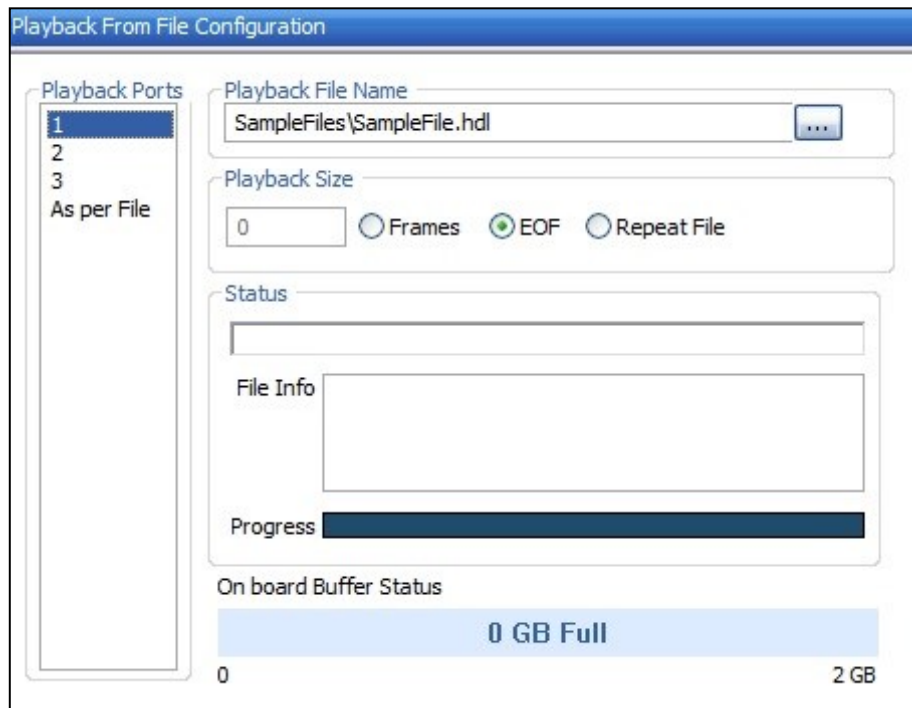 Playback From File Configuration
Playback Ports
1
2
3
As per File
Playback File Name
SampleFiles\SampleFile.hdl
...
Playback Size
0
Frames
EOF
Repeat File
Status
File Info
Progress
On board Buffer Status
0 GB Full
0
2 GB